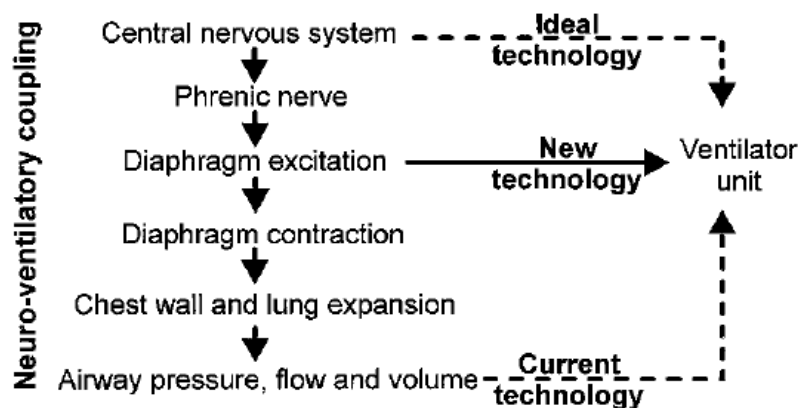 Neuro-ventilatory coupling
Central nervous system
Ideal
technology
Phrenic nerve
Diaphragm excitation
New
technology
Ventilator
unit
Diaphragm contraction
Chest wall and lung expansion
Airway pressure, flow and volume
Current
technology